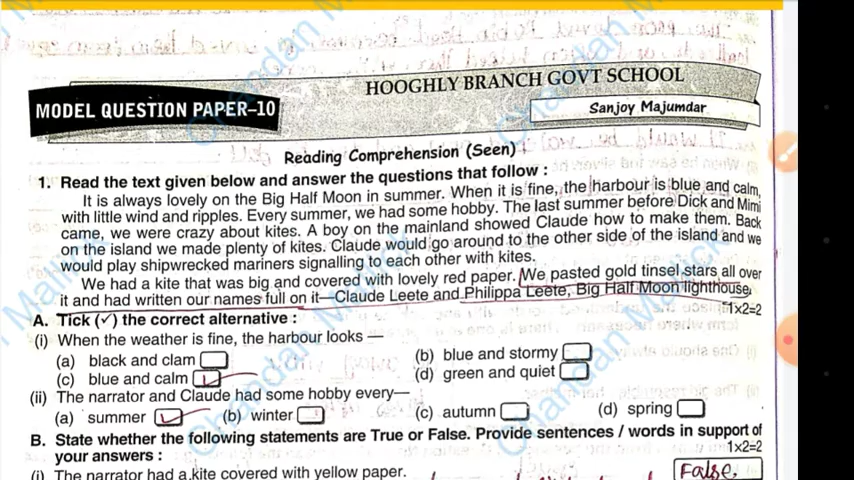 HOOGHLY BRANCH GOVT SCHOOL
MODEL QUESTION PAPER–10
Sanjoy Majumdar
Reading Comprehension (Seen)
1. Read the text given below and answer the questions that follow :
It is always lovely on the Big Half Moon in summer. When it is fine, the harbour is blue and calm,
with little wind and ripples. Every summer, we had some hobby. The last summer before Dick and Mimi
came, we were crazy about kites. A boy on the mainland showed Claude how to make them. Back
on the island we made plenty of kites. Claude would go around to the other side of the island and we
would play shipwrecked mariners signalling to each other with kites.
We had a kite that was big and covered with lovely red paper. We pasted gold tinsel stars all over
it and had written our names full on it—Claude Leete and Philippa Leete, Big Half Moon lighthouse.
A. Tick (✓) the correct alternative : 1×2=2
(i) When the weather is fine, the harbour looks —
(a) black and clam (b) blue and stormy
(c) blue and calm ✓ (d) green and quiet
(ii) The narrator and Claude had some hobby every—
(a) summer ✓ (b) winter (c) autumn (d) spring
B. State whether the following statements are True or False. Provide sentences / words in support of
your answers : 1×2=2
(i) The narrator had a kite covered with yellow paper. False.
Chandan Mallick